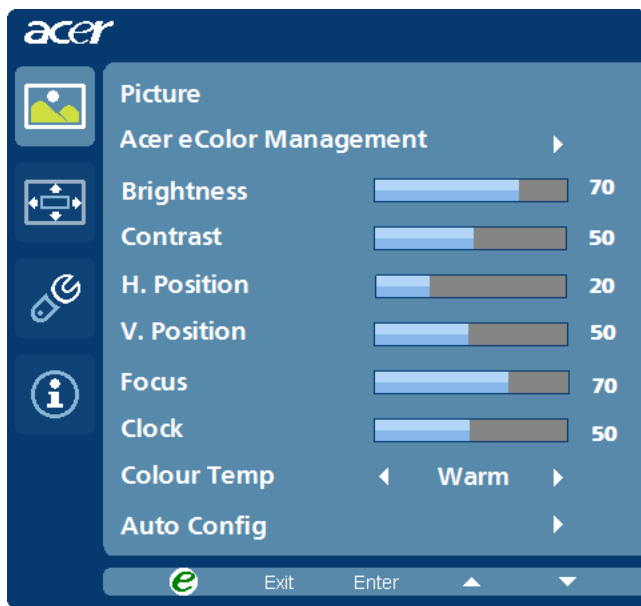 acer
Picture
Acer eColor Management
Brightness 70
Contrast 50
H. Position 20
V. Position 50
Focus 70
Clock 50
Colour Temp Warm
Auto Config
e Exit Enter